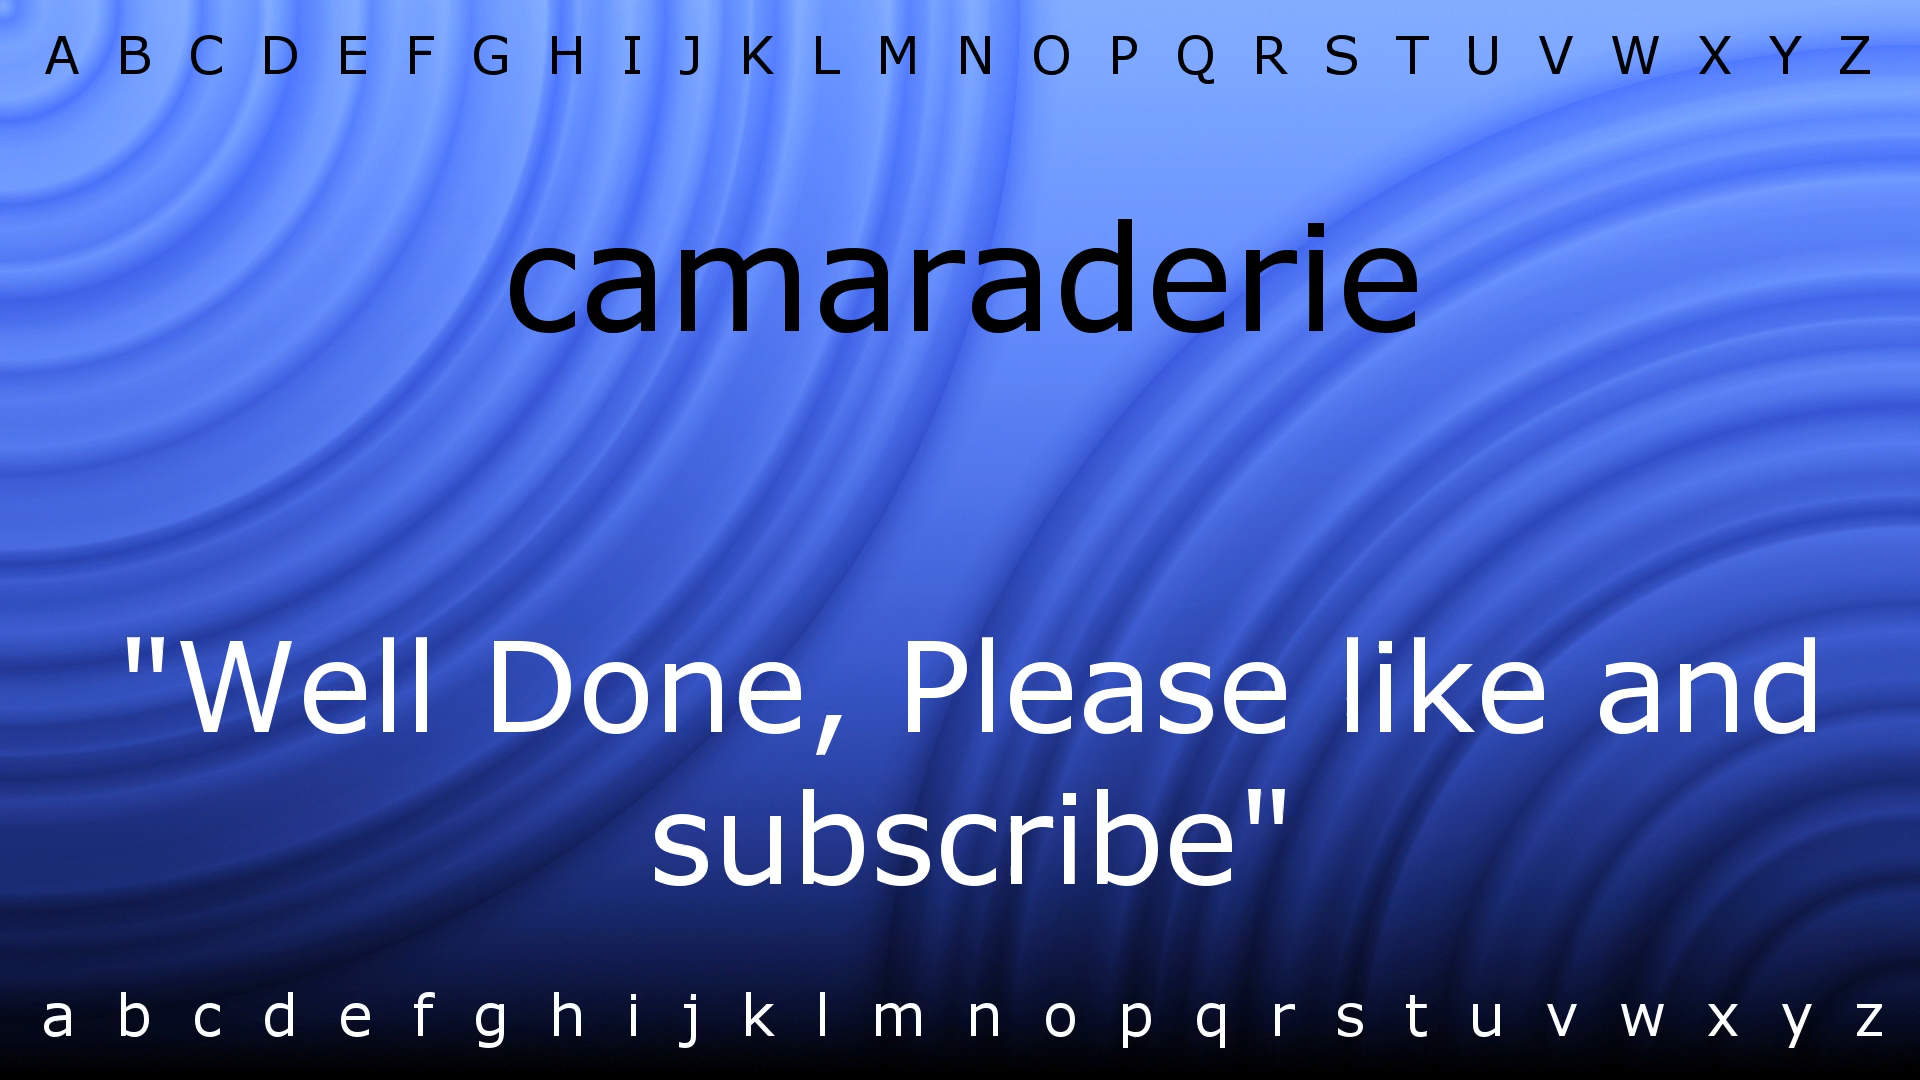 A B C D E F G H I J K L M N O P Q R S T U V W X Y Z
camaraderie
"Well Done, Please like and
subscribe"
a b c d e f g h i j k l m n o p q r s t u v w x y z